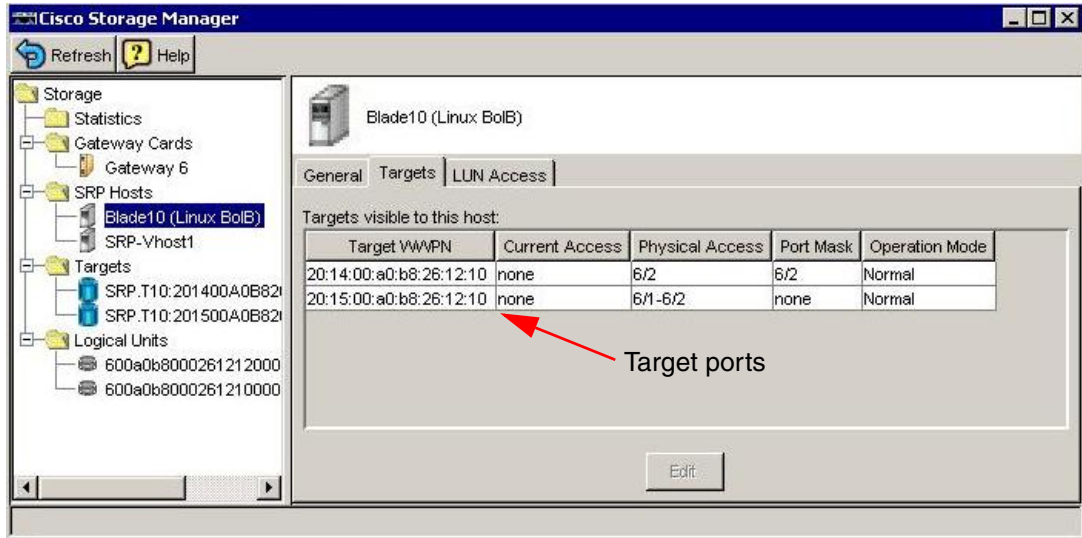 Cisco Storage Manager
Refresh Help
Storage
Statistics
Gateway Cards
Gateway 6
SRP Hosts
Blade10 (Linux BolB)
SRP-Vhost1
Targets
SRP.T10:201400A0B82
SRP.T10:201500A0B82
Logical Units
600a0b8000261212000
600a0b8000261210000
Blade10 (Linux BolB)
General Targets LUN Access
Targets visible to this host:
Target WWPN Current Access Physical Access Port Mask Operation Mode
20:14:00:a0:b8:26:12:10 none 6/2 6/2 Normal
20:15:00:a0:b8:26:12:10 none 6/1-6/2 none Normal
Target ports
Edit